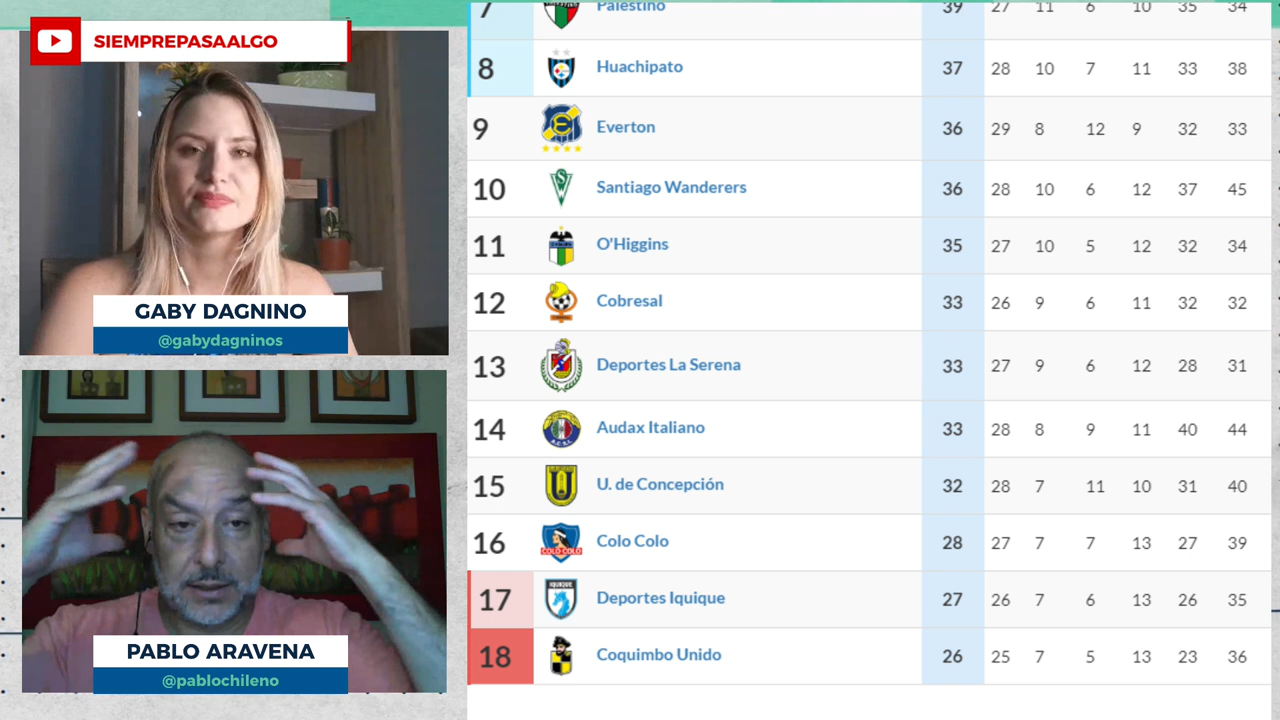 SIEMPREPASAALGO
GABY DAGNINO
@gabydagninos
PABLO ARAVENA
@pablochileno
7 Palestino 39 27 11 6 10 35 34
8 Huachipato 37 28 10 7 11 33 38
9 Everton 36 29 8 12 9 32 33
10 Santiago Wanderers 36 28 10 6 12 37 45
11 O'Higgins 35 27 10 5 12 32 34
12 Cobresal 33 26 9 6 11 32 32
13 Deportes La Serena 33 27 9 6 12 28 31
14 Audax Italiano 33 28 8 9 11 40 44
15 U. de Concepción 32 28 7 11 10 31 40
16 COLO COLO Colo Colo 28 27 7 7 13 27 39
17 IQUIQUE Deportes Iquique 27 26 7 6 13 26 35
18 Coquimbo Unido 26 25 7 5 13 23 36